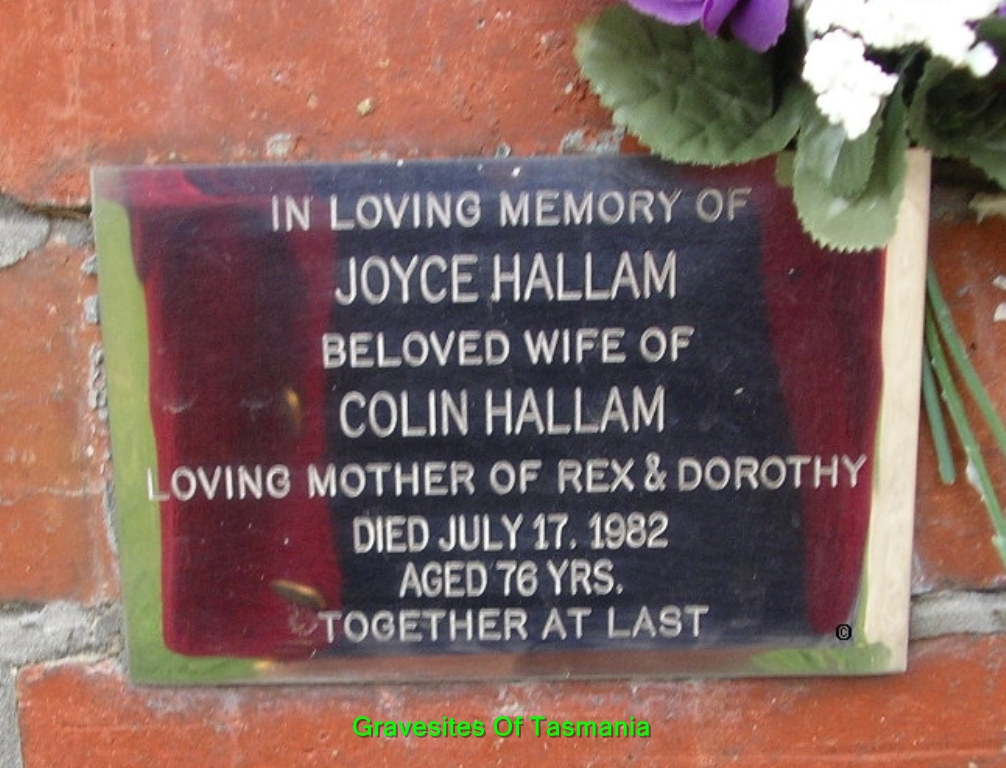 IN LOVING MEMORY OF
JOYCE HALLAM
BELOVED WIFE OF
COLIN HALLAM
LOVING MOTHER OF REX & DOROTHY
DIED JULY 17. 1982
AGED 76 YRS.
TOGETHER AT LAST
©
Gravesites Of Tasmania